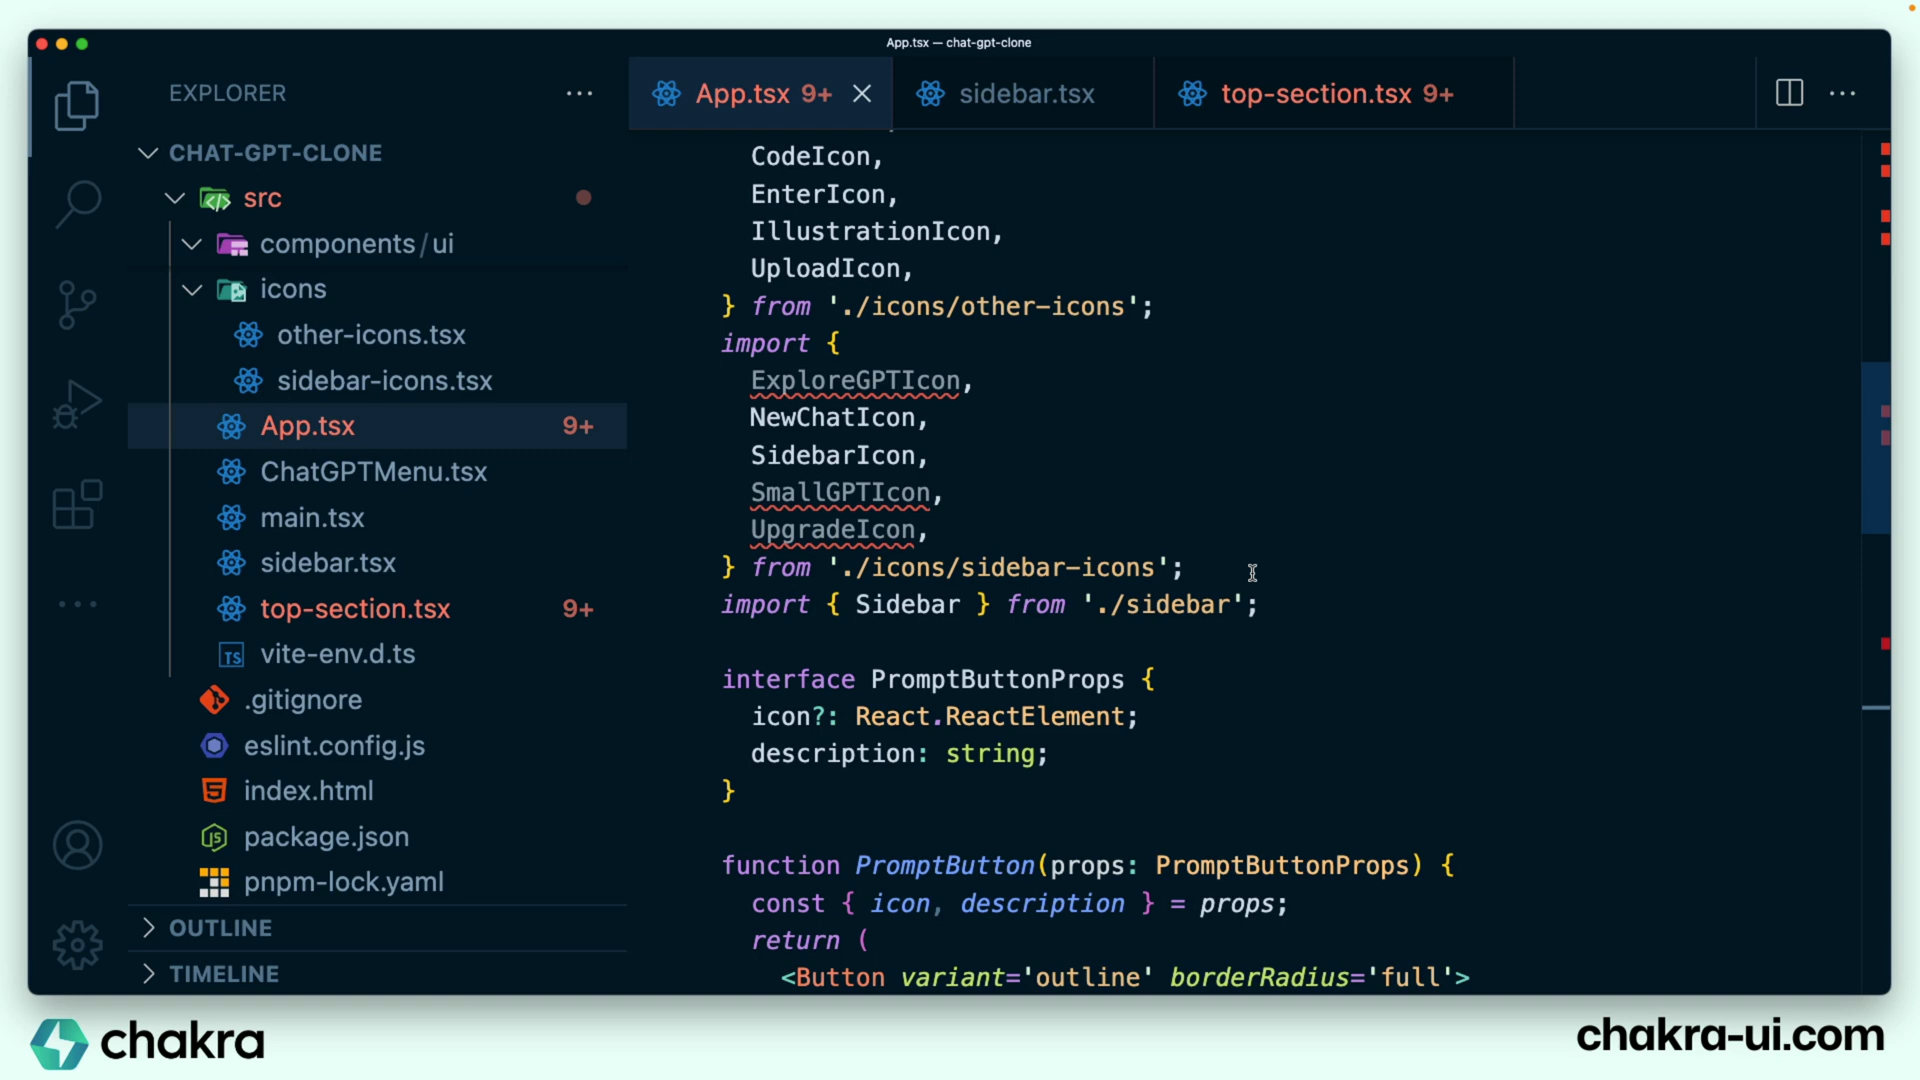 App.tsx — chat-gpt-clone
EXPLORER
CHAT-GPT-CLONE
src
components/ui
icons
other-icons.tsx
sidebar-icons.tsx
App.tsx 9+
ChatGPTMenu.tsx
main.tsx
sidebar.tsx
top-section.tsx 9+
TS vite-env.d.ts
.gitignore
eslint.config.js
index.html
package.json
pnpm-lock.yaml
OUTLINE
TIMELINE
App.tsx 9+ sidebar.tsx top-section.tsx 9+
CodeIcon,
EnterIcon,
IllustrationIcon,
UploadIcon,
} from './icons/other-icons';
import {
ExploreGPTIcon,
NewChatIcon,
SidebarIcon,
SmallGPTIcon,
UpgradeIcon,
} from './icons/sidebar-icons';
import { Sidebar } from './sidebar';
interface PromptButtonProps {
icon?: React.ReactElement;
description: string;
}
function PromptButton(props: PromptButtonProps) {
const { icon, description } = props;
return (
<Button variant='outline' borderRadius='full'>
chakra
chakra-ui.com